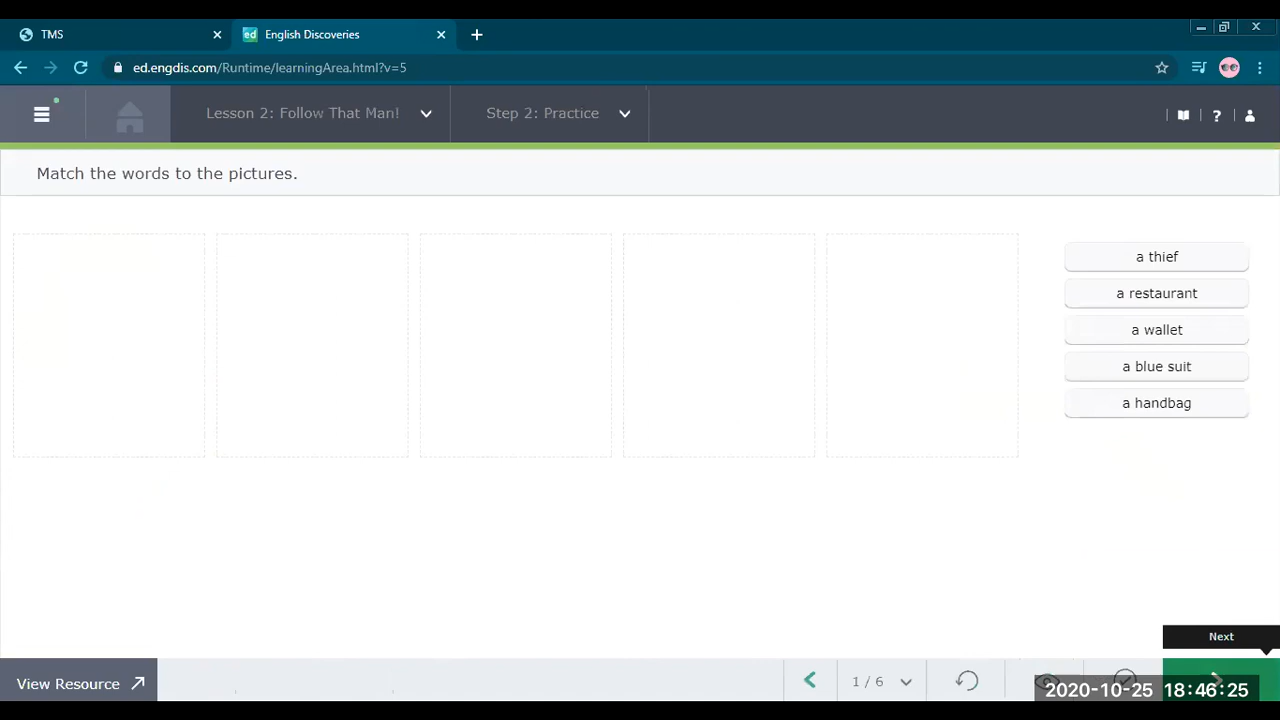 TMS
ed English Discoveries
ed.engdis.com/Runtime/learningArea.html?v=5
Lesson 2: Follow That Man!
Step 2: Practice
?
Match the words to the pictures.
a thief
a restaurant
a wallet
a blue suit
a handbag
Next
View Resource
1 / 6
2020-10-25 18:46:25